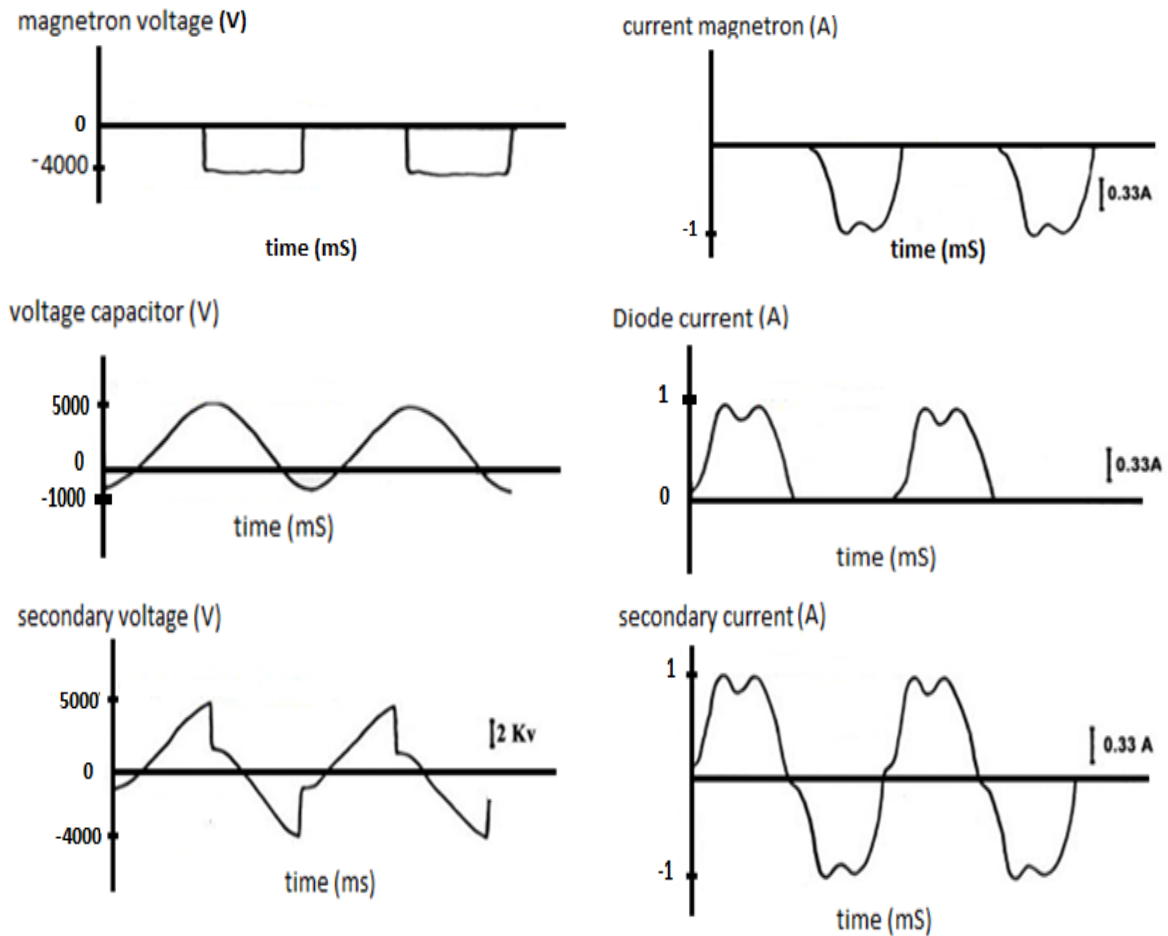 magnetron voltage (V)
0
-4000
time (mS)
current magnetron (A)
0.33A
-1
time (mS)
voltage capacitor (V)
5000
0
-1000
time (mS)
Diode current (A)
1
0.33A
0
time (mS)
secondary voltage (V)
5000
2 Kv
0
-4000
time (ms)
secondary current (A)
1
0.33 A
-1
time (mS)